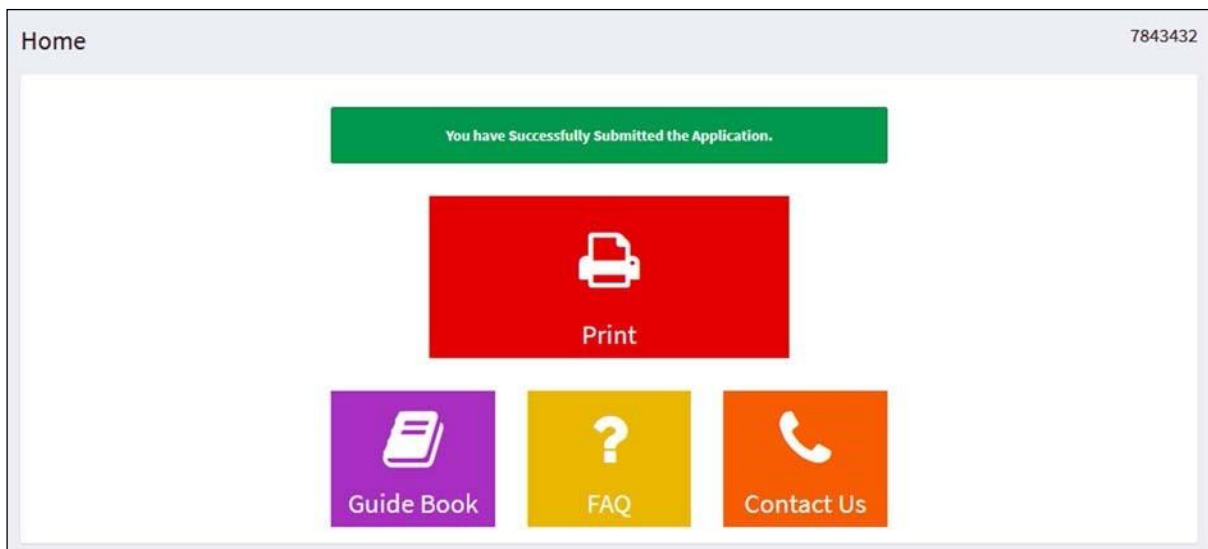 Home
7843432
You have Successfully Submitted the Application.
Print
Guide Book
?
FAQ
Contact Us